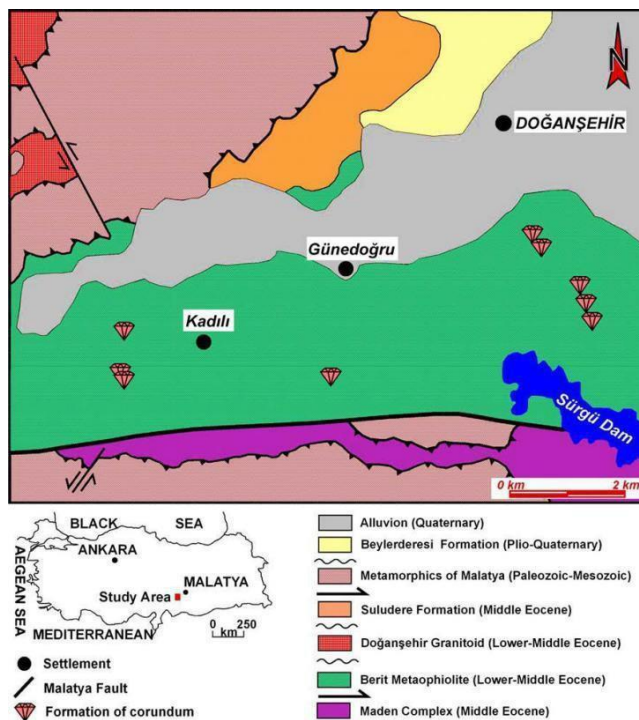 N
DOĞANŞEHİR
Günedoğru
Kadılı
Sürgü Dam
0 km 2 km
BLACK SEA
ANKARA
AEGEAN SEA
MALATYA
Study Area
MEDITERRANEAN
0 250
km
Settlement
Malatya Fault
Formation of corundum
Alluvion (Quaternary)
Beylerderesi Formation (Plio-Quaternary)
Metamorphics of Malatya (Paleozoic-Mesozoic)
Suludere Formation (Middle Eocene)
Doğanşehir Granitoid (Lower-Middle Eocene)
Berit Metaophiolite (Lower-Middle Eocene)
Maden Complex (Middle Eocene)